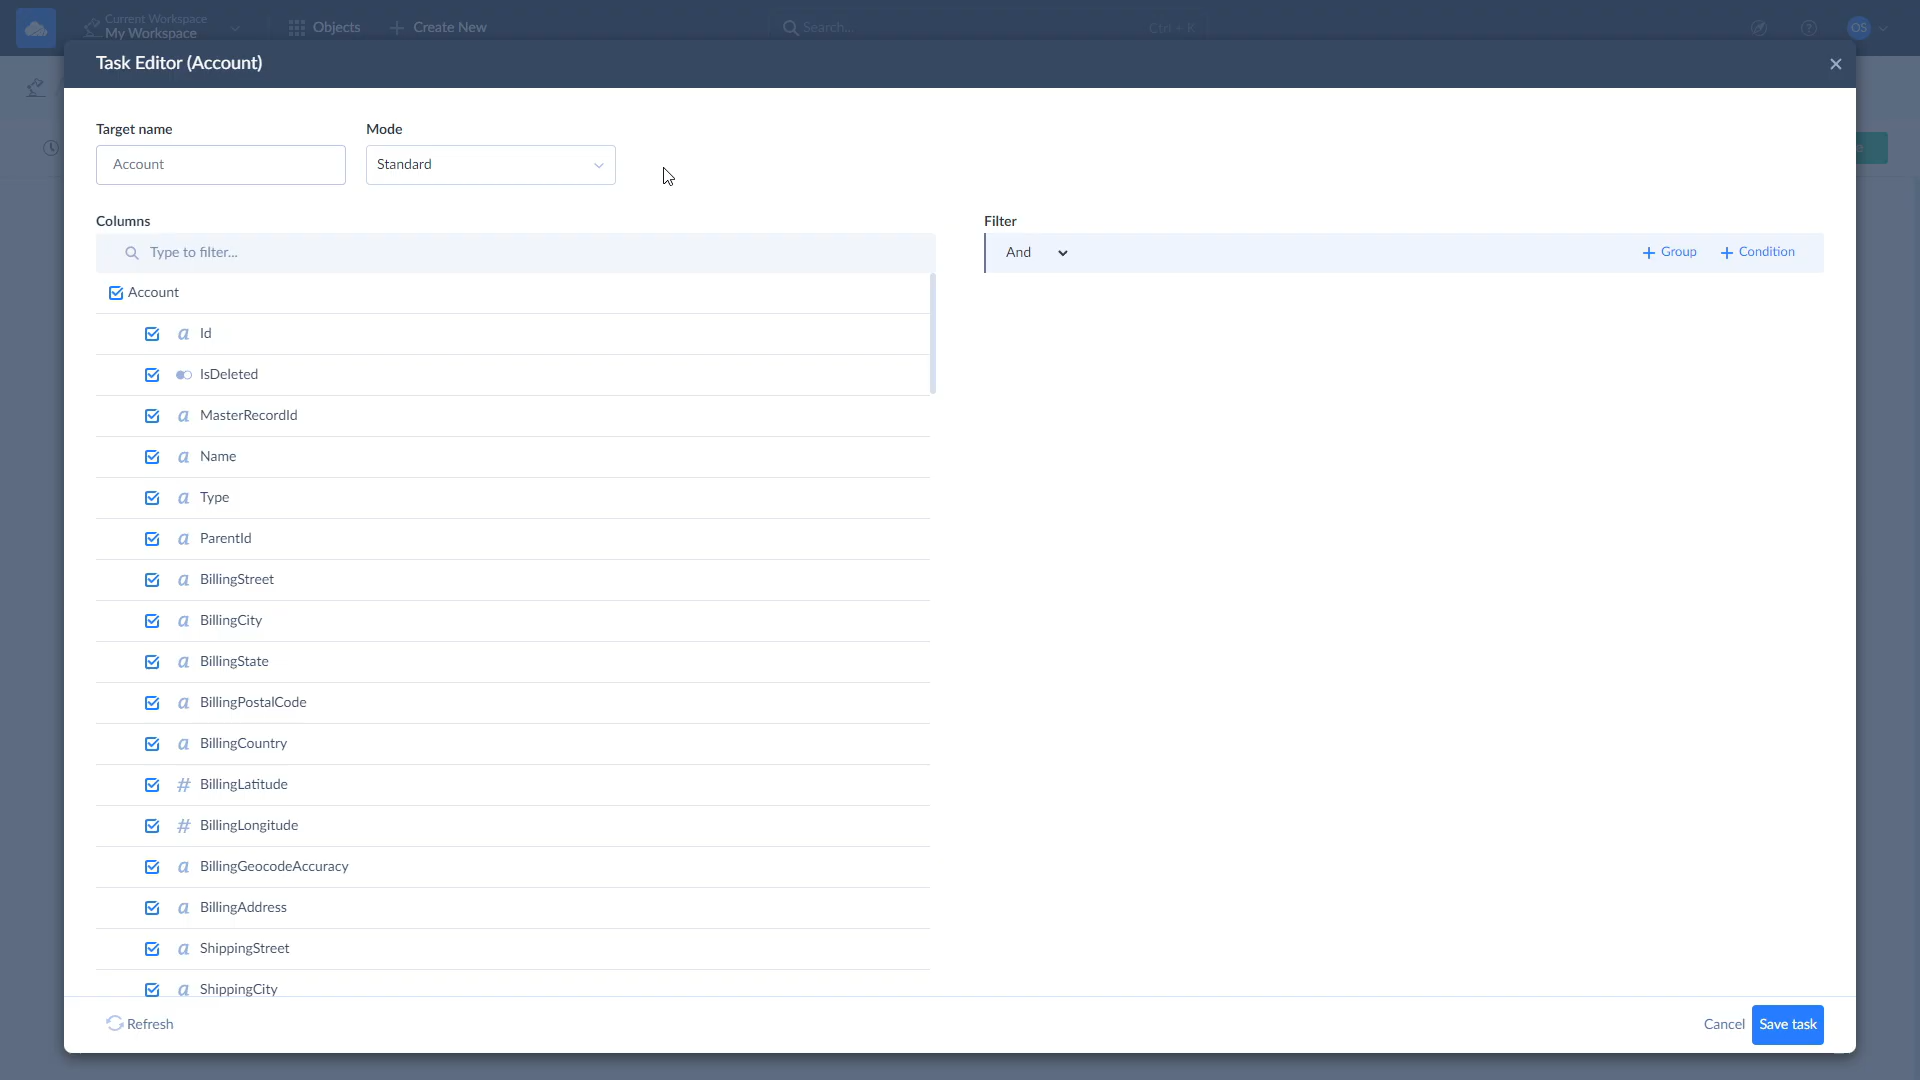 Current Workspace
My Workspace
Objects
Create New
Search...
Ctrl + K
OS
Task Editor (Account)
Target name
Mode
Account
Standard
Columns
Filter
Type to filter...
And
Group
Condition
Account
a Id
IsDeleted
a MasterRecordId
a Name
a Type
a ParentId
a BillingStreet
a BillingCity
a BillingState
a BillingPostalCode
a BillingCountry
# BillingLatitude
# BillingLongitude
a BillingGeocodeAccuracy
a BillingAddress
a ShippingStreet
a ShippingCity
Refresh
Cancel
Save task